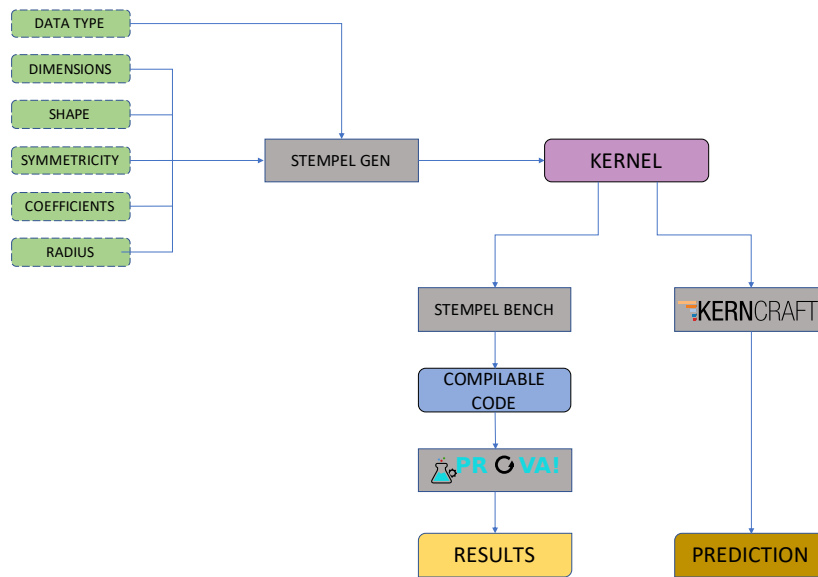 DATA TYPE
DIMENSIONS
SHAPE
SYMMETRICITY
COEFFICIENTS
RADIUS
STEMPEL GEN
KERNEL
STEMPEL BENCH
KERNCRAFT
COMPILABLE
CODE
PROVA!
RESULTS
PREDICTION